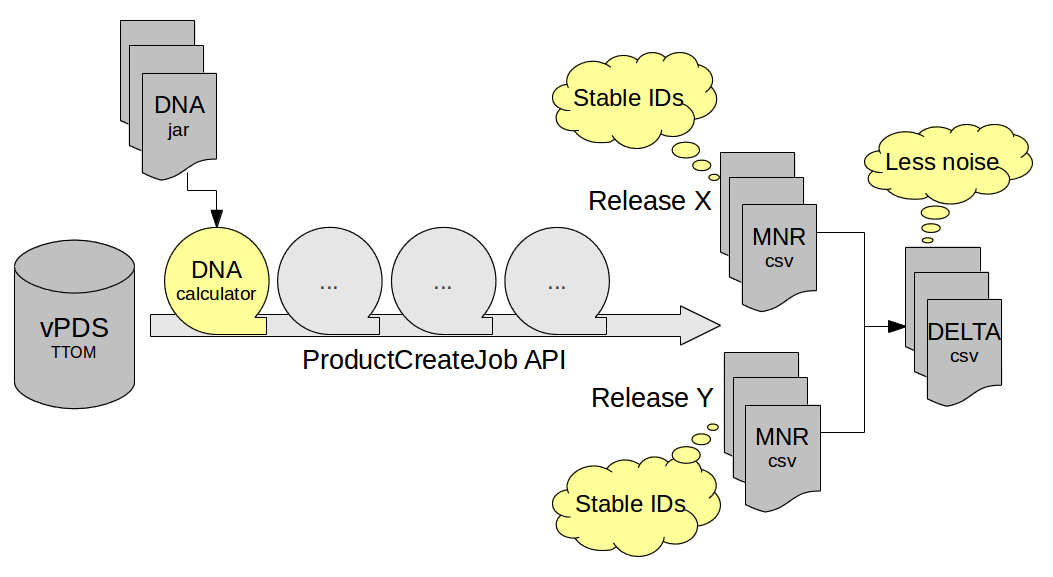 DNA
jar
vPDS
TTOM
DNA
calculator
...
...
...
ProductCreateJob API
Stable IDs
Release X
MNR
csv
Release Y
MNR
csv
Stable IDs
Less noise
DELTA
csv